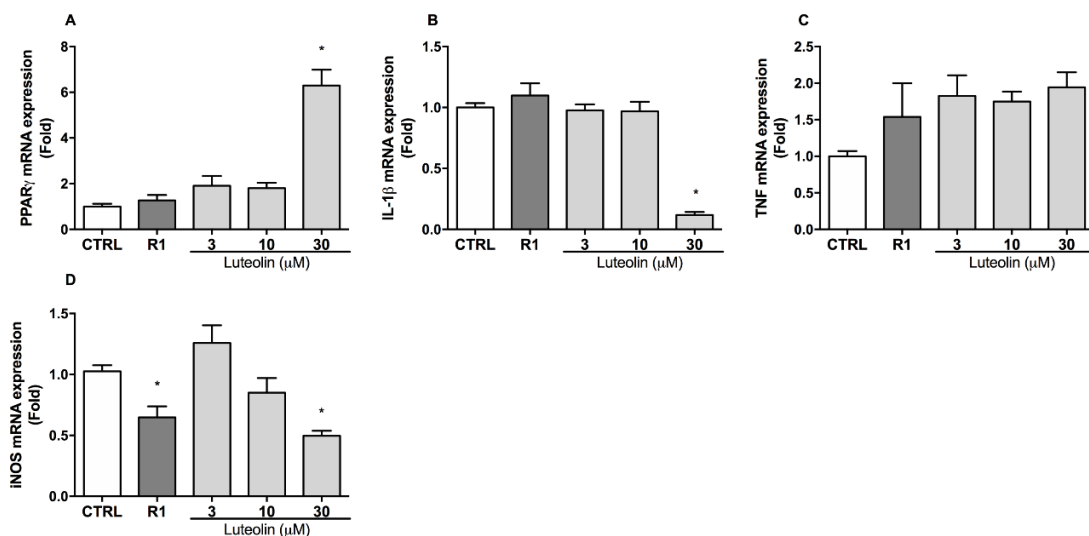 A
PPARγ mRNA expression
(Fold)
8
6
4
2
0
*
CTRL R1 3 10 30
Luteolin (μM)
B
IL-1β mRNA expression
(Fold)
1.5
1.0
0.5
0.0
*
CTRL R1 3 10 30
Luteolin (μM)
C
TNF mRNA expression
(Fold)
2.5
2.0
1.5
1.0
0.5
0.0
CTRL R1 3 10 30
Luteolin (μM)
D
iNOS mRNA expression
(Fold)
1.5
1.0
0.5
0.0
*
*
CTRL R1 3 10 30
Luteolin (μM)